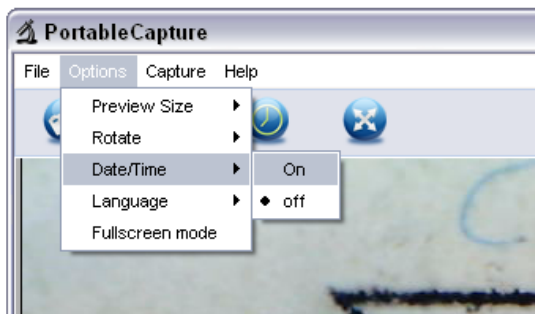 PortableCapture
File Options Capture Help
Preview Size
Rotate
Date/Time On
Language off
Fullscreen mode